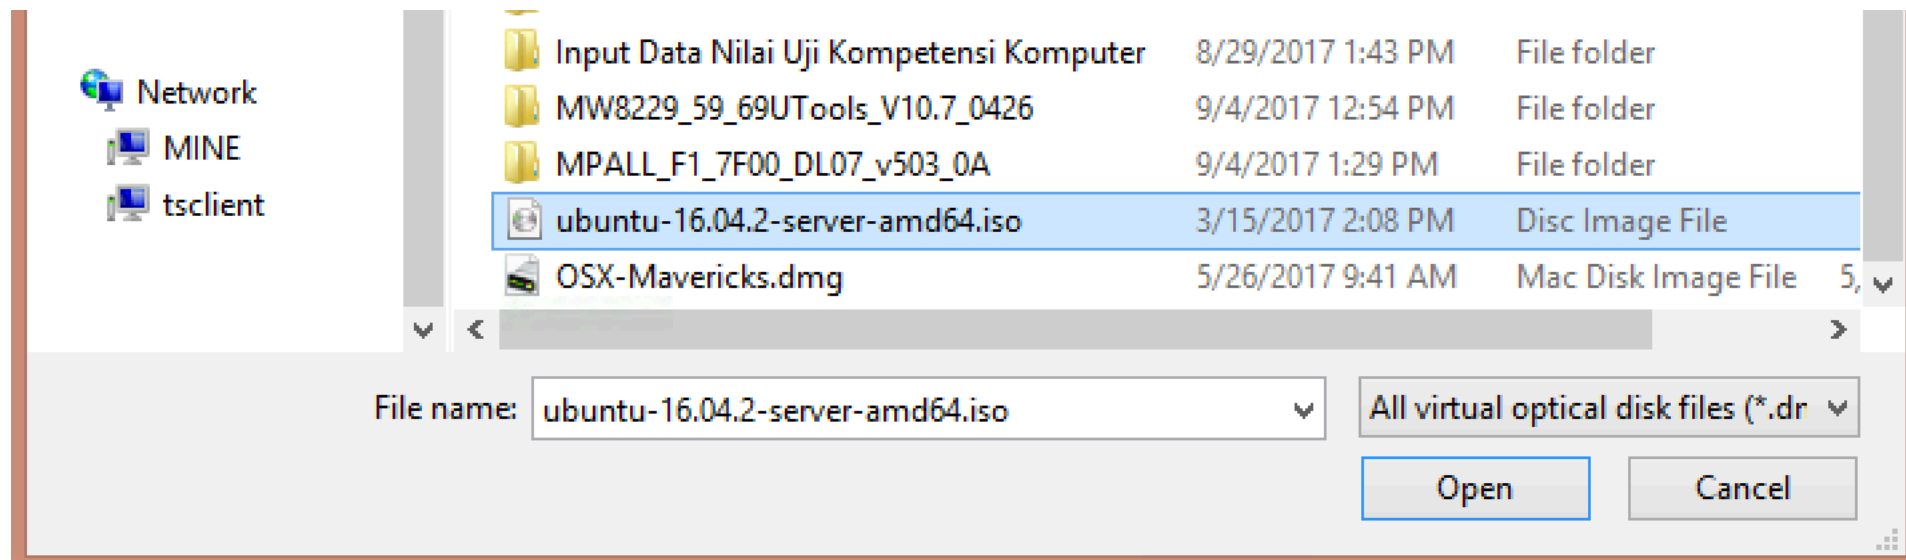 Network
MINE
tsclient
Input Data Nilai Uji Kompetensi Komputer 8/29/2017 1:43 PM File folder
MW8229_59_69UTools_V10.7_0426 9/4/2017 12:54 PM File folder
MPALL_F1_7F00_DL07_v503_0A 9/4/2017 1:29 PM File folder
ubuntu-16.04.2-server-amd64.iso 3/15/2017 2:08 PM Disc Image File
OSX-Mavericks.dmg 5/26/2017 9:41 AM Mac Disk Image File 5,
File name: ubuntu-16.04.2-server-amd64.iso All virtual optical disk files (*.dr
Open Cancel